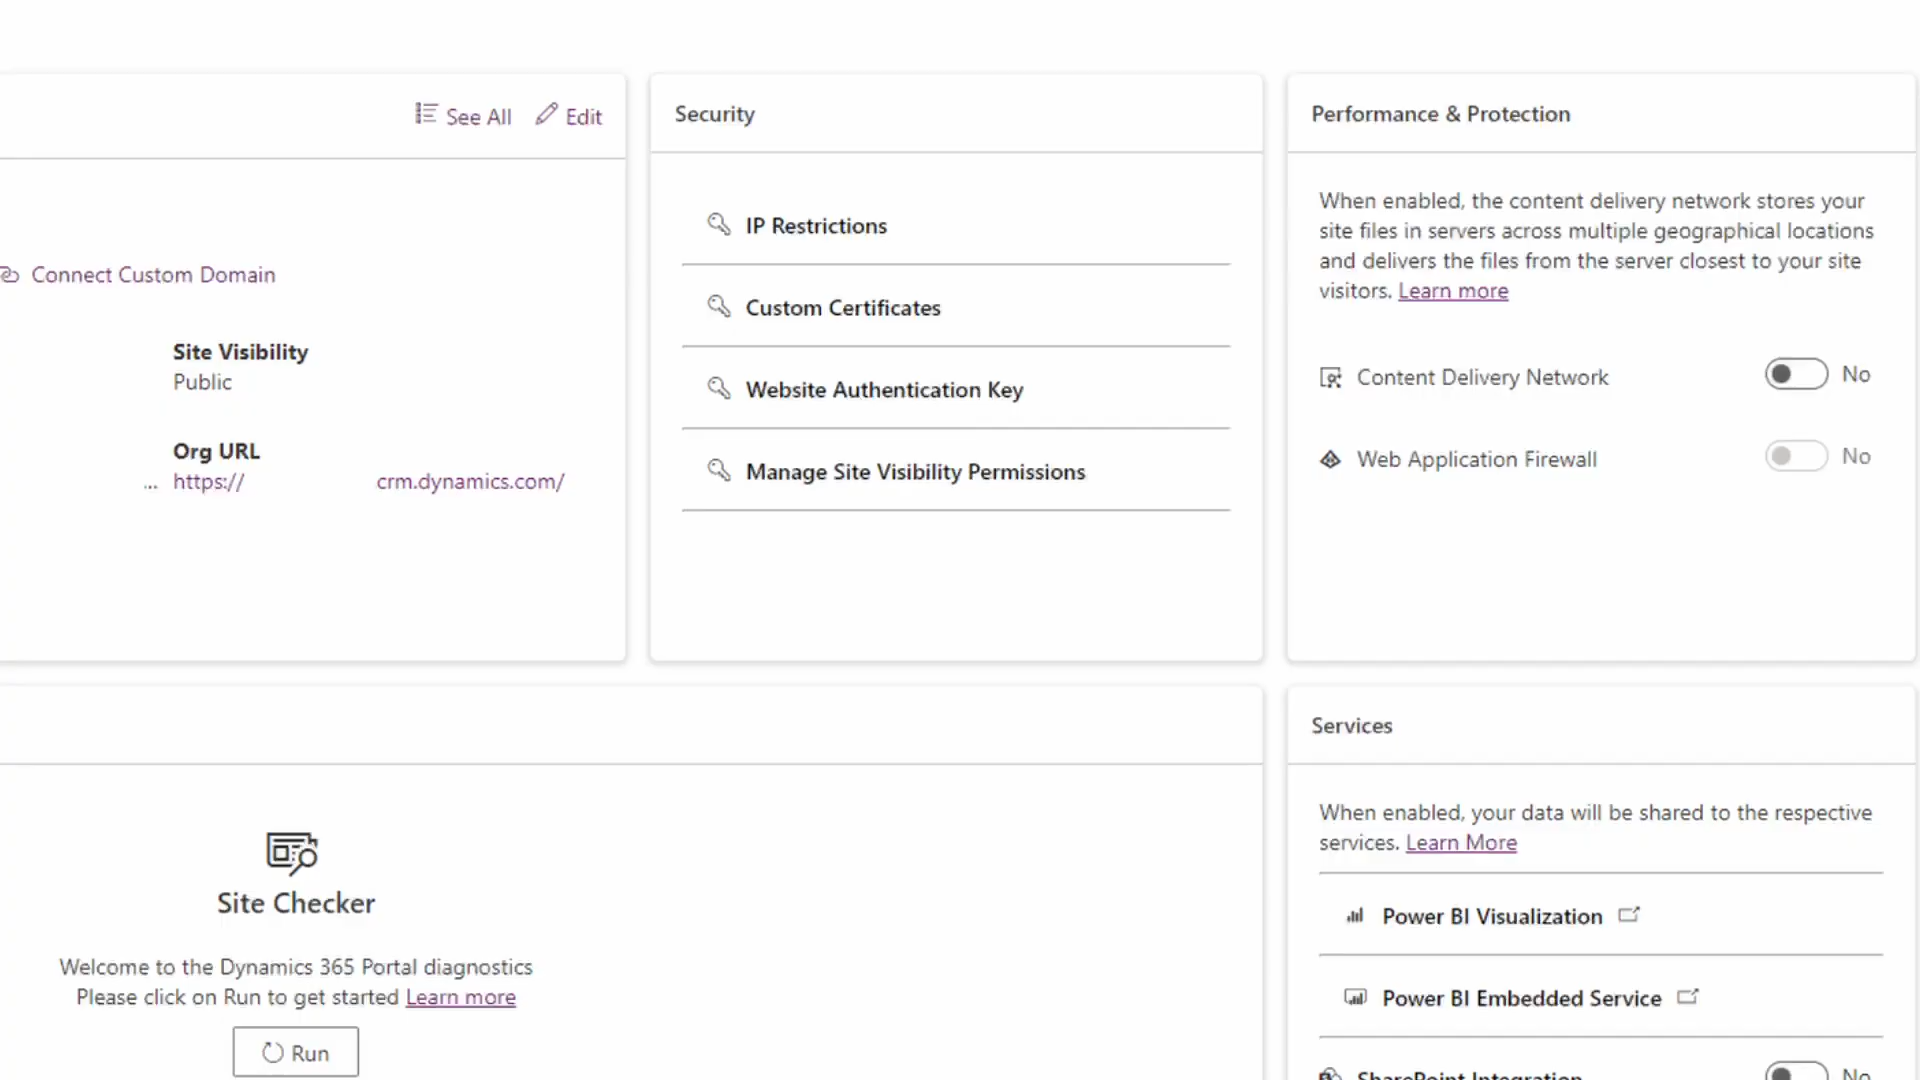 See All
Edit
Connect Custom Domain
Site Visibility
Public
Org URL
... https:// crm.dynamics.com/
Security
IP Restrictions
Custom Certificates
Website Authentication Key
Manage Site Visibility Permissions
Performance & Protection
When enabled, the content delivery network stores your
site files in servers across multiple geographical locations
and delivers the files from the server closest to your site
visitors. Learn more
Content Delivery Network No
Web Application Firewall No
Site Checker
Welcome to the Dynamics 365 Portal diagnostics
Please click on Run to get started Learn more
Run
Services
When enabled, your data will be shared to the respective
services. Learn More
Power BI Visualization
Power BI Embedded Service
SharePoint Integration No